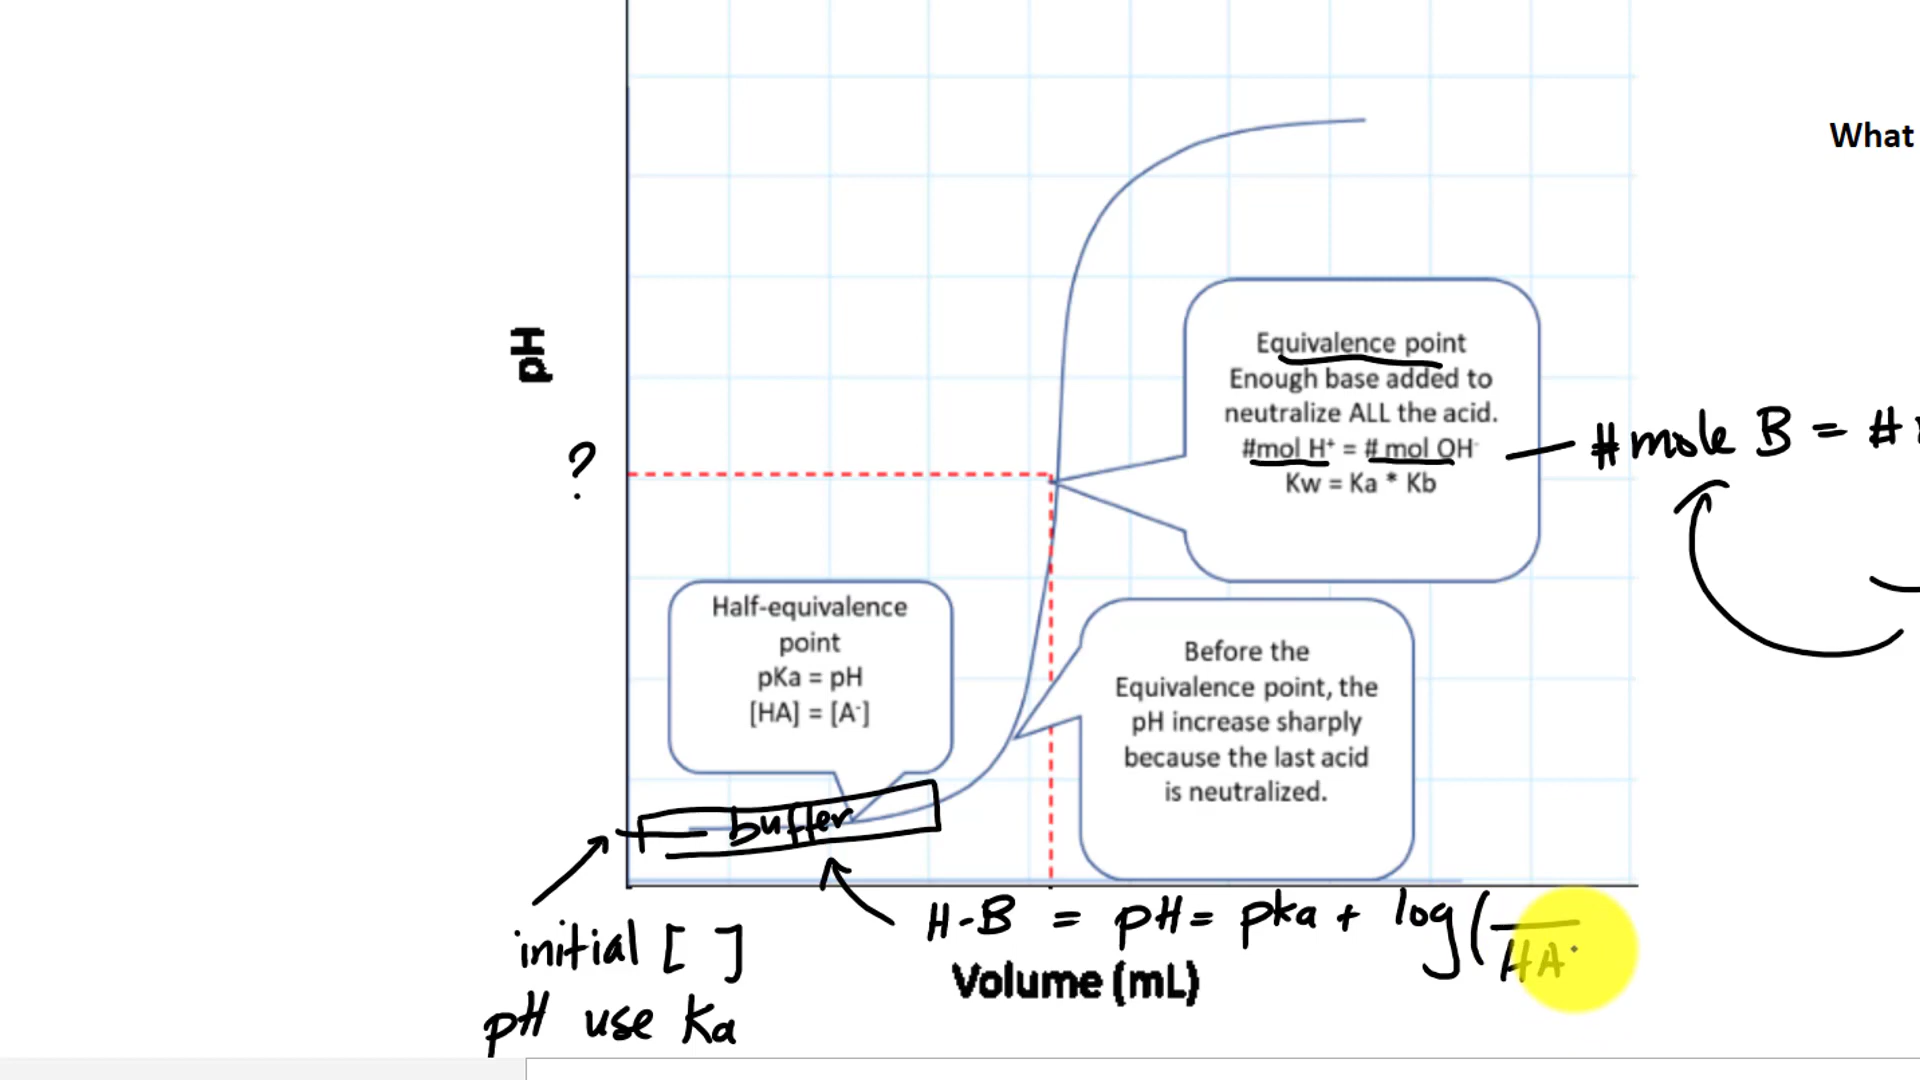 What
pH
Equivalence point
Enough base added to
neutralize ALL the acid.
#mol H⁺ = # mol OH⁻
Kw = Ka * Kb
#mole B = #
?
Half-equivalence
point
pKa = pH
[HA] = [A⁻]
Before the
Equivalence point, the
pH increase sharply
because the last acid
is neutralized.
buffer
H-B = pH = pka + log( / HA
initial [ ]
Volume (mL)
pH use Ka